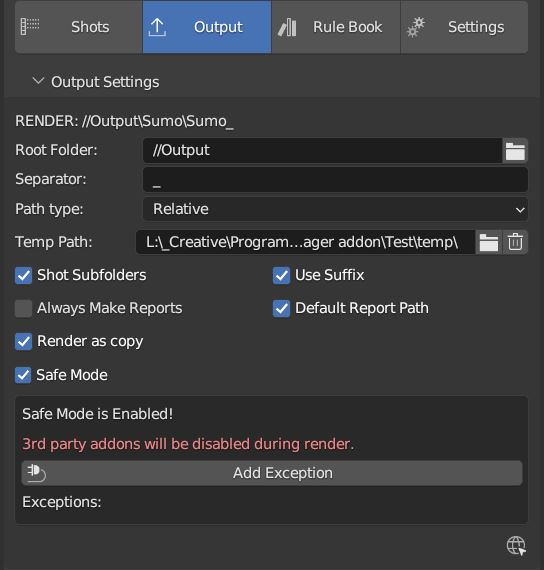 Shots Output Rule Book Settings
Output Settings
RENDER: //Output\Sumo\Sumo_
Root Folder: //Output
Separator: _
Path type: Relative
Temp Path: L:\_Creative\Program...ager addon\Test\temp\
Shot Subfolders Use Suffix
Always Make Reports Default Report Path
Render as copy
Safe Mode
Safe Mode is Enabled!
3rd party addons will be disabled during render.
Add Exception
Exceptions: